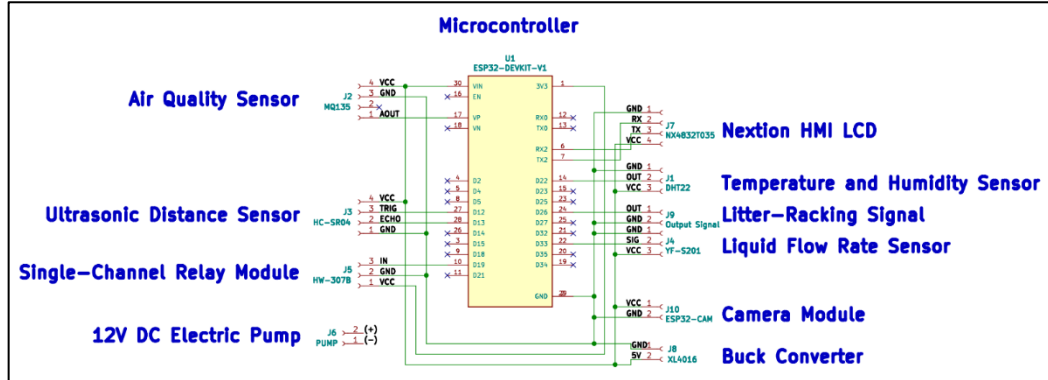 Microcontroller
U1
ESP32-DEVKIT-V1
Air Quality Sensor
J2
MQ135
4 VCC
3 GND
2
1 AOUT
Ultrasonic Distance Sensor
J3
HC-SR04
4 VCC
3 TRIG
2 ECHO
1 GND
Single-Channel Relay Module
J5
HW-307B
3 IN
2 GND
1 VCC
12V DC Electric Pump
J6
PUMP
2 (+)
1 (-)
30 VIN
16 EN
17 VP
18 VN
4 D2
5 D4
8 D5
27 D12
28 D13
26 D14
3 D15
9 D18
10 D19
11 D21
3V3 1
RX0 12
TX0 13
RX2 6
TX2 7
D22 14
D23 15
D25 23
D26 24
D27 25
D32 21
D33 22
D35 20
D34 19
GND
GND 1
RX 2
TX 3
VCC 4
J7
NX4832T035
Nextion HMI LCD
GND 1
OUT 2
VCC 3
J1
DHT22
Temperature and Humidity Sensor
OUT 1
GND 2
J9
Output Signal
Litter-Racking Signal
GND 1
SIG 2
VCC 3
J4
YF-S201
Liquid Flow Rate Sensor
VCC 1
GND 2
J10
ESP32-CAM
Camera Module
GND 1
5V 2
J8
XL4016
Buck Converter